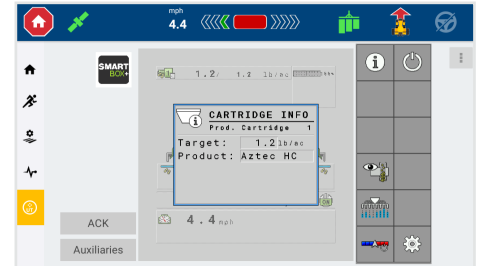 mph
4.4
SMART
BOX+
1.2/ 1.2 lb/ac
CARTRIDGE INFO
Prod. Cartridge 1
Target: 1.2 lb/ac
Product: Aztec HC
ON
4.4 mph
ACK
Auxiliaries